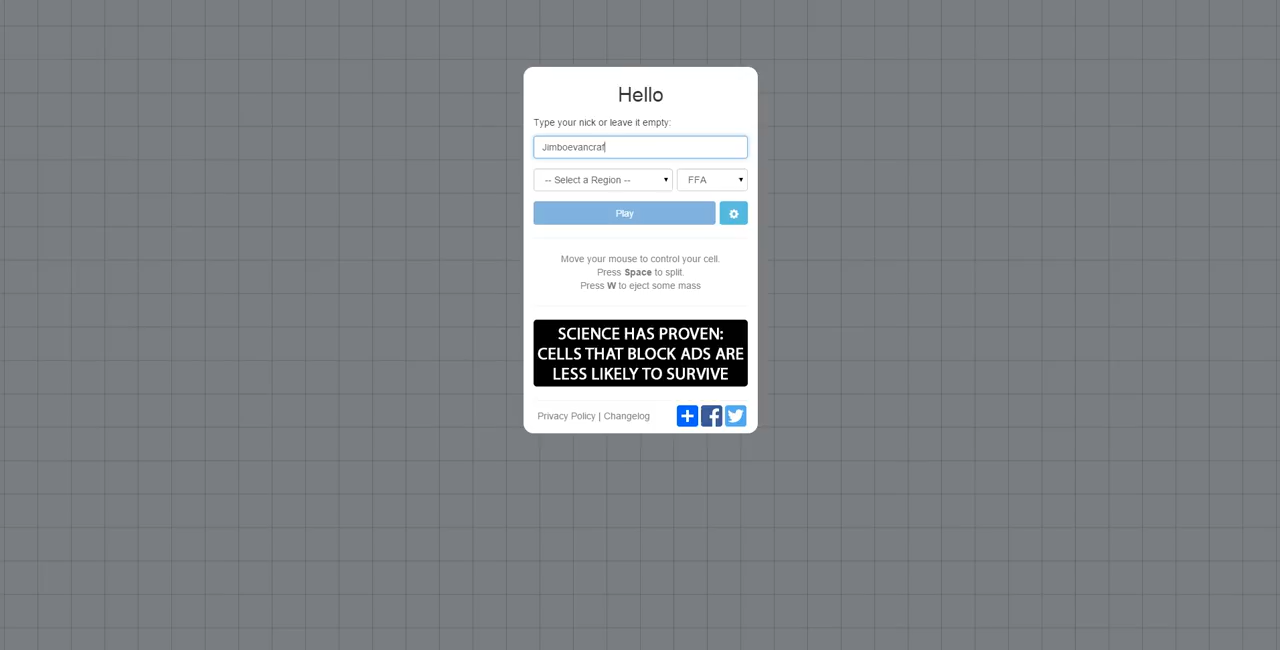 Hello
Type your nick or leave it empty:
Jimboevancraf
-- Select a Region --
FFA
Play
Move your mouse to control your cell.
Press Space to split.
Press W to eject some mass
SCIENCE HAS PROVEN:
CELLS THAT BLOCK ADS ARE
LESS LIKELY TO SURVIVE
Privacy Policy | Changelog